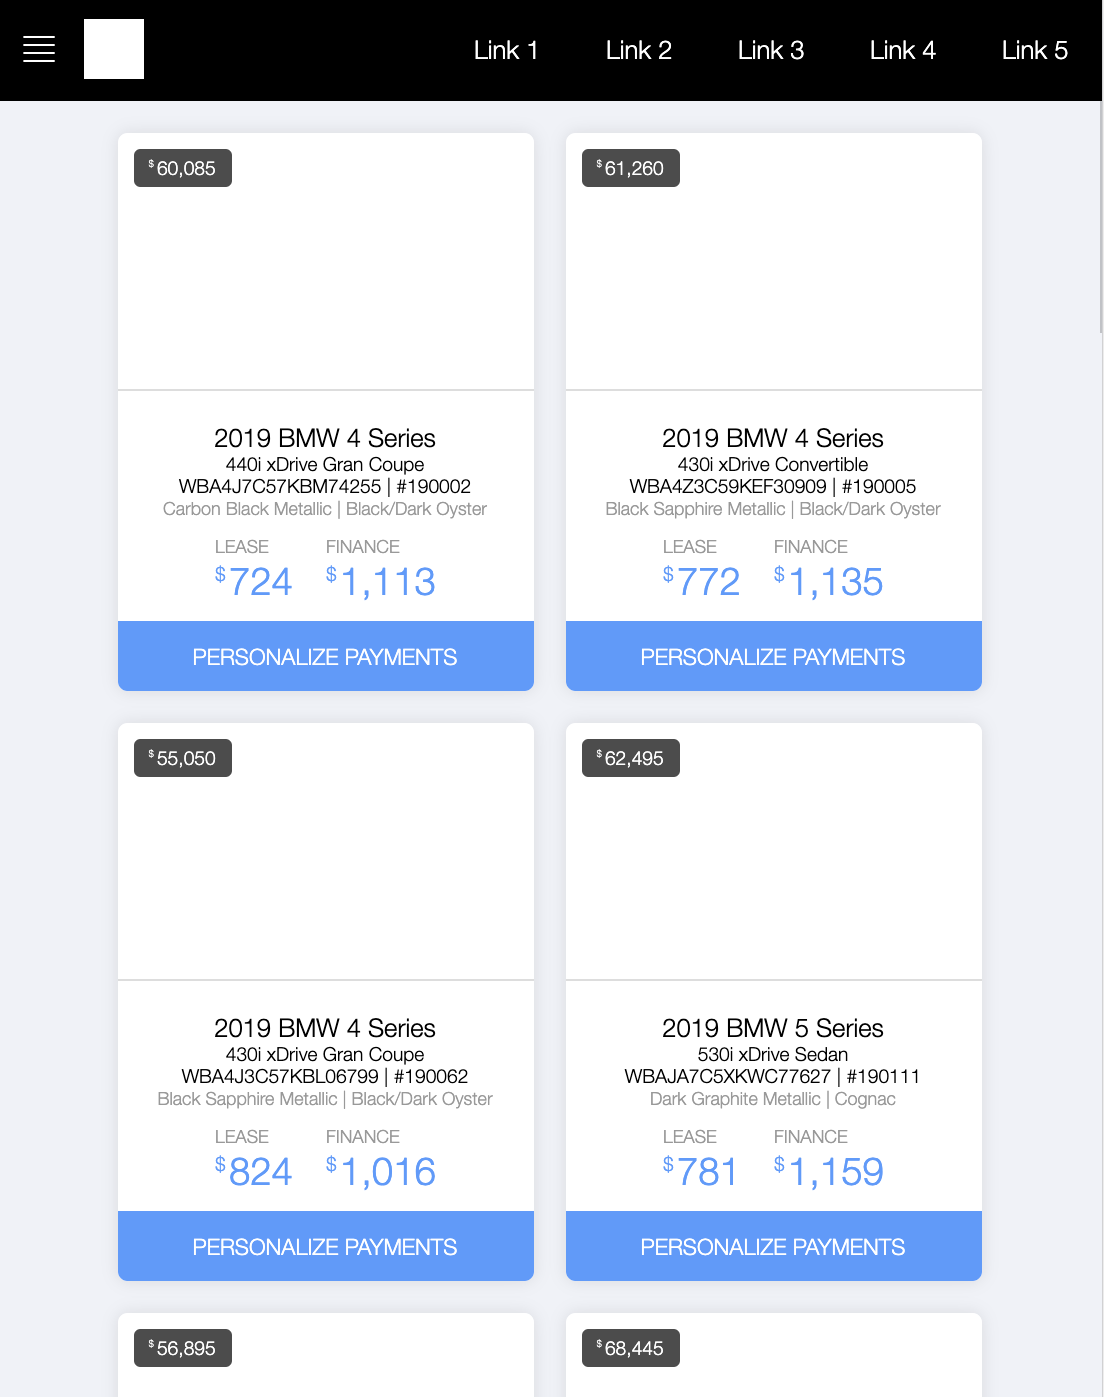 Link 1 Link 2 Link 3 Link 4 Link 5
$60,085
2019 BMW 4 Series
440i xDrive Gran Coupe
WBA4J7C57KBM74255 | #190002
Carbon Black Metallic | Black/Dark Oyster
LEASE FINANCE
$724 $1,113
PERSONALIZE PAYMENTS
$61,260
2019 BMW 4 Series
430i xDrive Convertible
WBA4Z3C59KEF30909 | #190005
Black Sapphire Metallic | Black/Dark Oyster
LEASE FINANCE
$772 $1,135
PERSONALIZE PAYMENTS
$55,050
2019 BMW 4 Series
430i xDrive Gran Coupe
WBA4J3C57KBL06799 | #190062
Black Sapphire Metallic | Black/Dark Oyster
LEASE FINANCE
$824 $1,016
PERSONALIZE PAYMENTS
$62,495
2019 BMW 5 Series
530i xDrive Sedan
WBAJA7C5XKWC77627 | #190111
Dark Graphite Metallic | Cognac
LEASE FINANCE
$781 $1,159
PERSONALIZE PAYMENTS
$56,895
$68,445